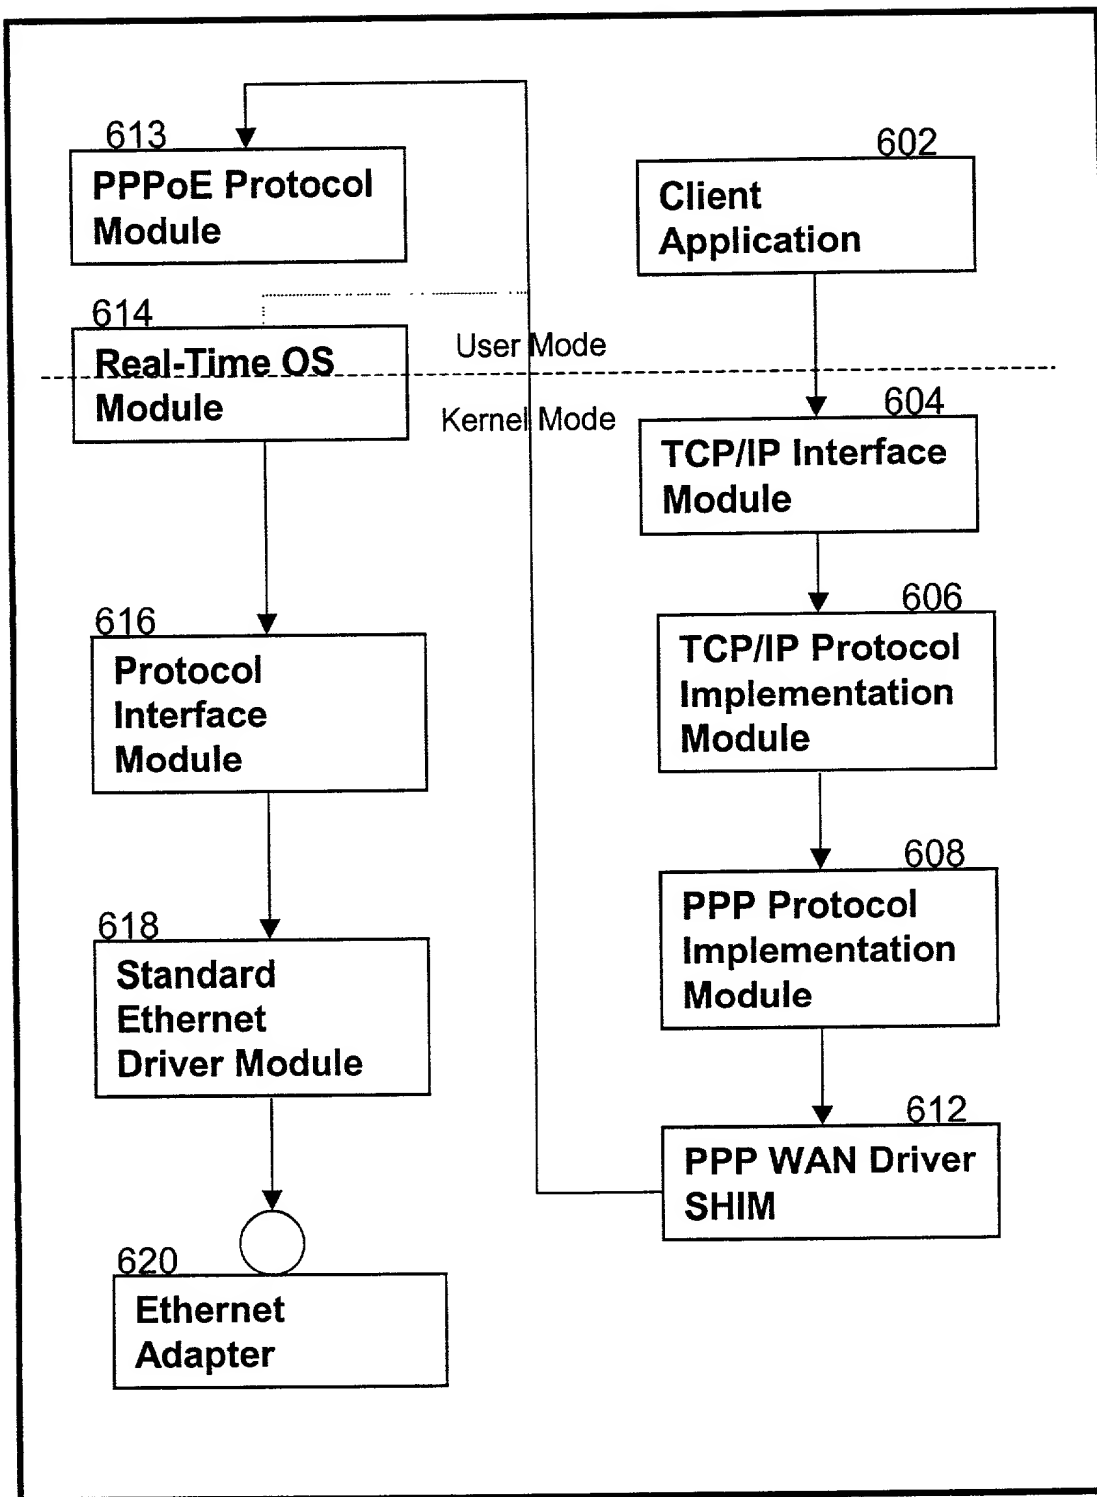 613
PPPoE Protocol
Module
602
Client
Application
614
Real-Time OS
Module
User Mode
Kernel Mode
604
TCP/IP Interface
Module
616
Protocol
Interface
Module
606
TCP/IP Protocol
Implementation
Module
618
Standard
Ethernet
Driver Module
608
PPP Protocol
Implementation
Module
612
PPP WAN Driver
SHIM
620
Ethernet
Adapter